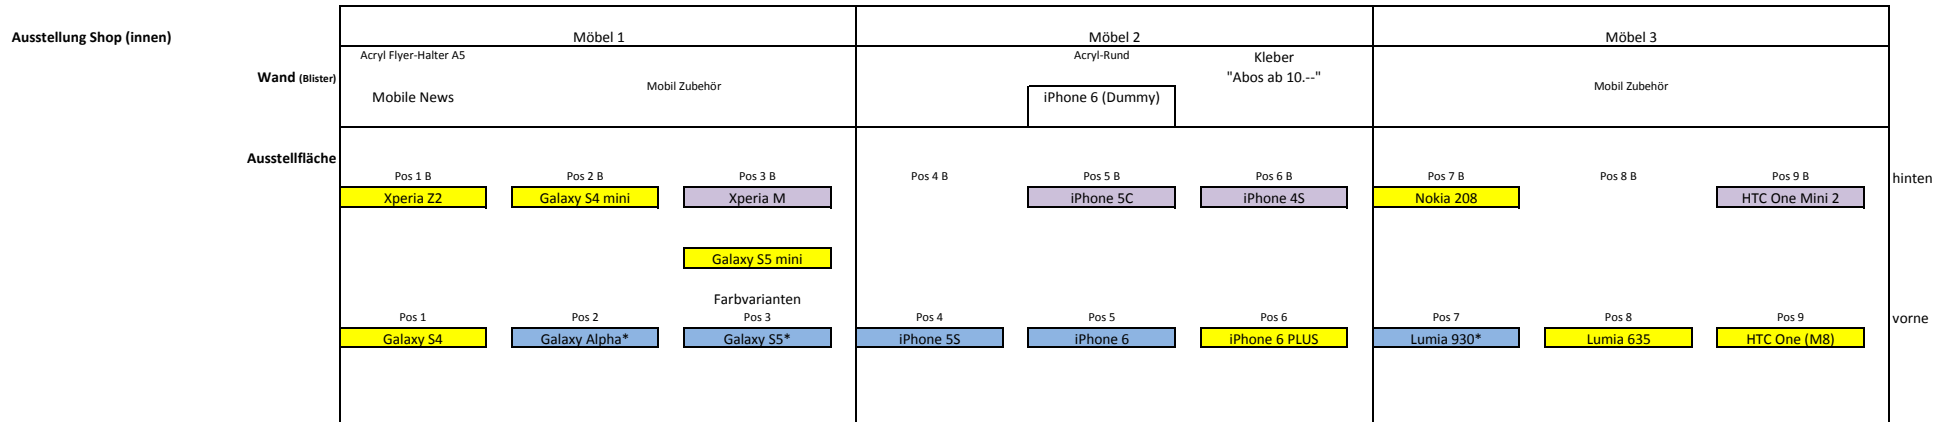 Ausstellung Shop (innen)
Möbel 1 Möbel 2 Möbel 3
Acryl Flyer-Halter A5 Acryl-Rund Kleber
Wand (Blister) Mobil Zubehör "Abos ab 10.--" Mobil Zubehör
Mobile News iPhone 6 (Dummy)
Ausstellfläche
Pos 1 B Pos 2 B Pos 3 B Pos 4 B Pos 5 B Pos 6 B Pos 7 B Pos 8 B Pos 9 B hinten
Xperia Z2 Galaxy S4 mini Xperia M iPhone 5C iPhone 4S Nokia 208 HTC One Mini 2
Galaxy S5 mini
Farbvarianten
Pos 1 Pos 2 Pos 3 Pos 4 Pos 5 Pos 6 Pos 7 Pos 8 Pos 9 vorne
Galaxy S4 Galaxy Alpha* Galaxy S5* iPhone 5S iPhone 6 iPhone 6 PLUS Lumia 930* Lumia 635 HTC One (M8)